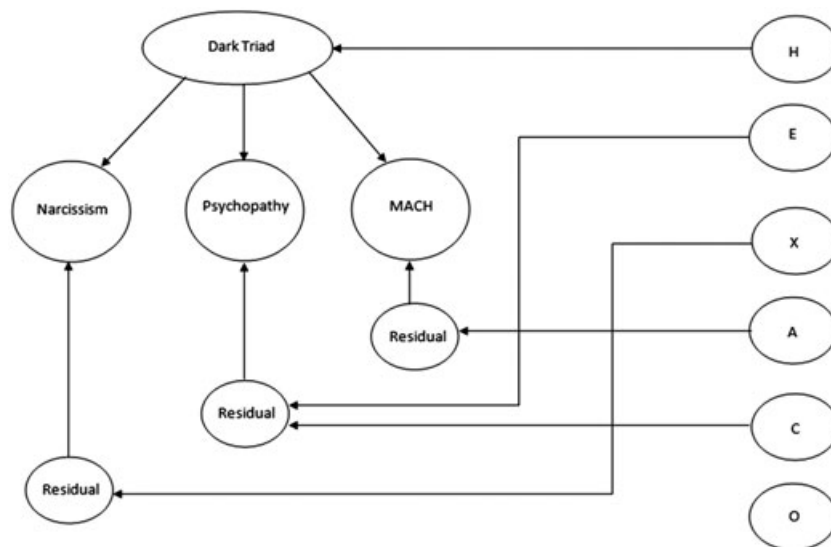 Dark Triad
H
E
Narcissism
Psychopathy
MACH
X
Residual
A
Residual
C
Residual
O